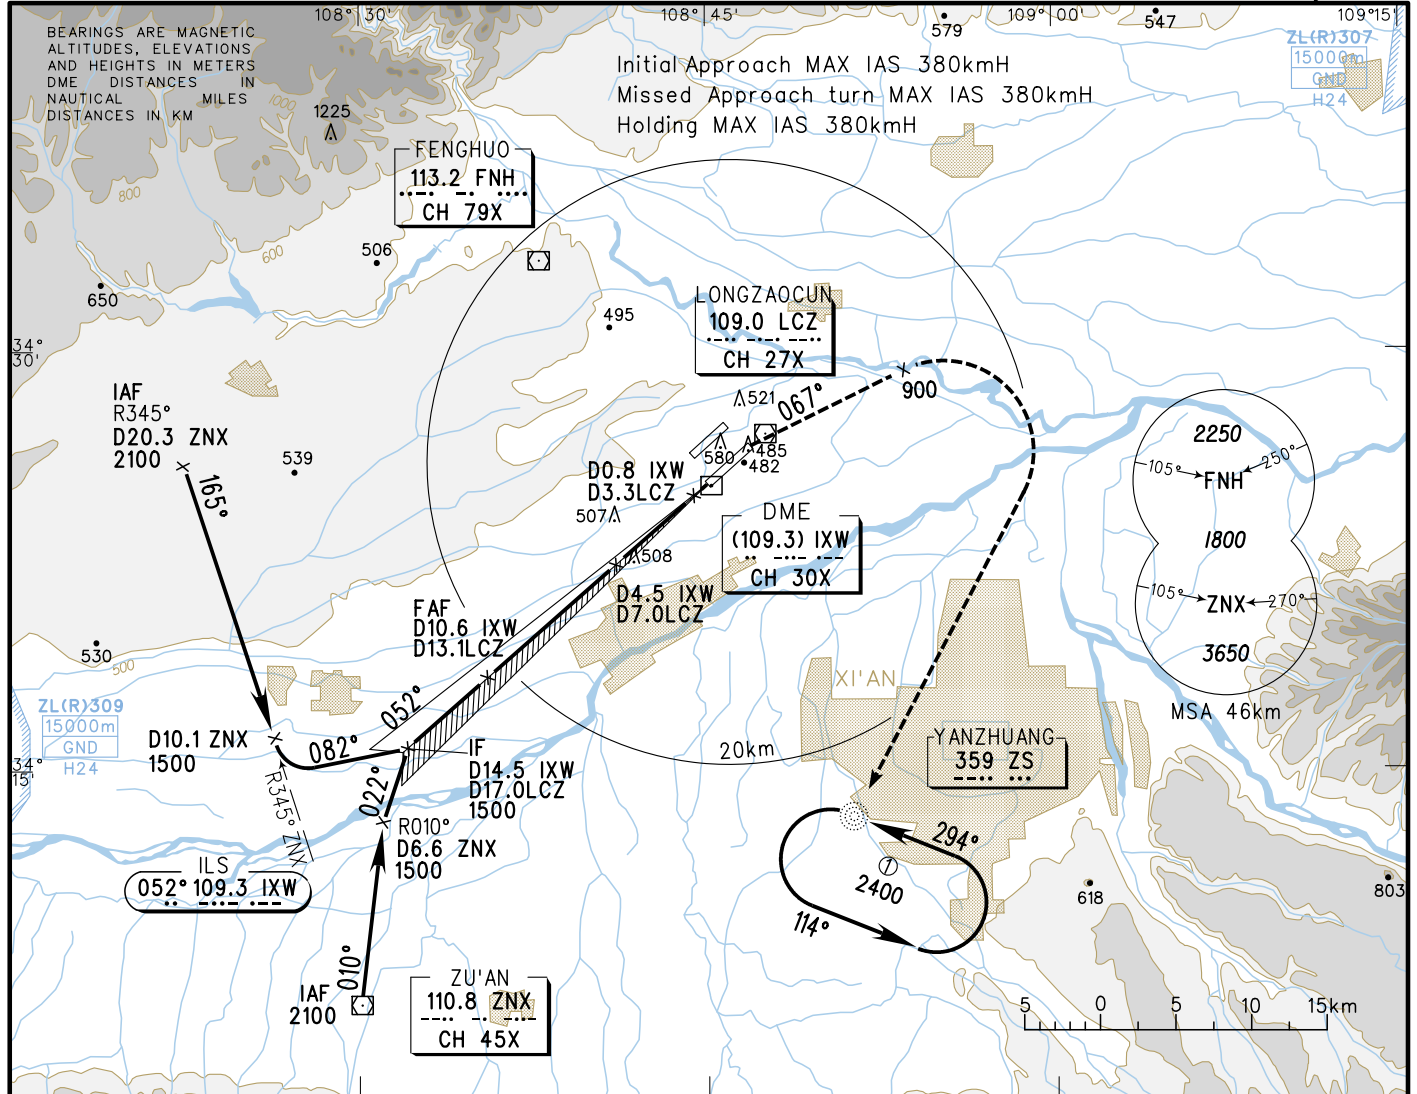 108°30'
108°45'
109°00'
109°15'
BEARINGS ARE MAGNETIC
ALTITUDES, ELEVATIONS
AND HEIGHTS IN METERS
DME DISTANCES IN
NAUTICAL MILES
DISTANCES IN KM
Initial Approach MAX IAS 380kmH
Missed Approach turn MAX IAS 380kmH
Holding MAX IAS 380kmH
579
547
ZL(R)307
15000m
GND
H24
1000
1225
800
600
FENGHUO
113.2 FNH
CH 79X
506
650
495
LONGZAOCUN
109.0 LCZ
CH 27X
34°
30'
IAF
R345°
D20.3 ZNX
2100
165°
539
521
067°
900
580
485
482
D0.8 IXW
D3.3LCZ
507
508
DME
(109.3) IXW
CH 30X
2250
105°
FNH
250°
1800
105°
ZNX
270°
3650
MSA 46km
FAF
D10.6 IXW
D13.1LCZ
D4.5 IXW
D7.0LCZ
530
500
ZL(R)309
15000m
GND
H24
XI'AN
052°
D10.1 ZNX
1500
082°
IF
D14.5 IXW
D17.0LCZ
1500
20km
YANZHUANG
359 ZS
34°
15'
R345° ZNX
022°
R010°
D6.6 ZNX
1500
ILS
052° 109.3 IXW
294°
1
2400
114°
618
803
010°
IAF
2100
ZU'AN
110.8 ZNX
CH 45X
5 0 5 10 15km